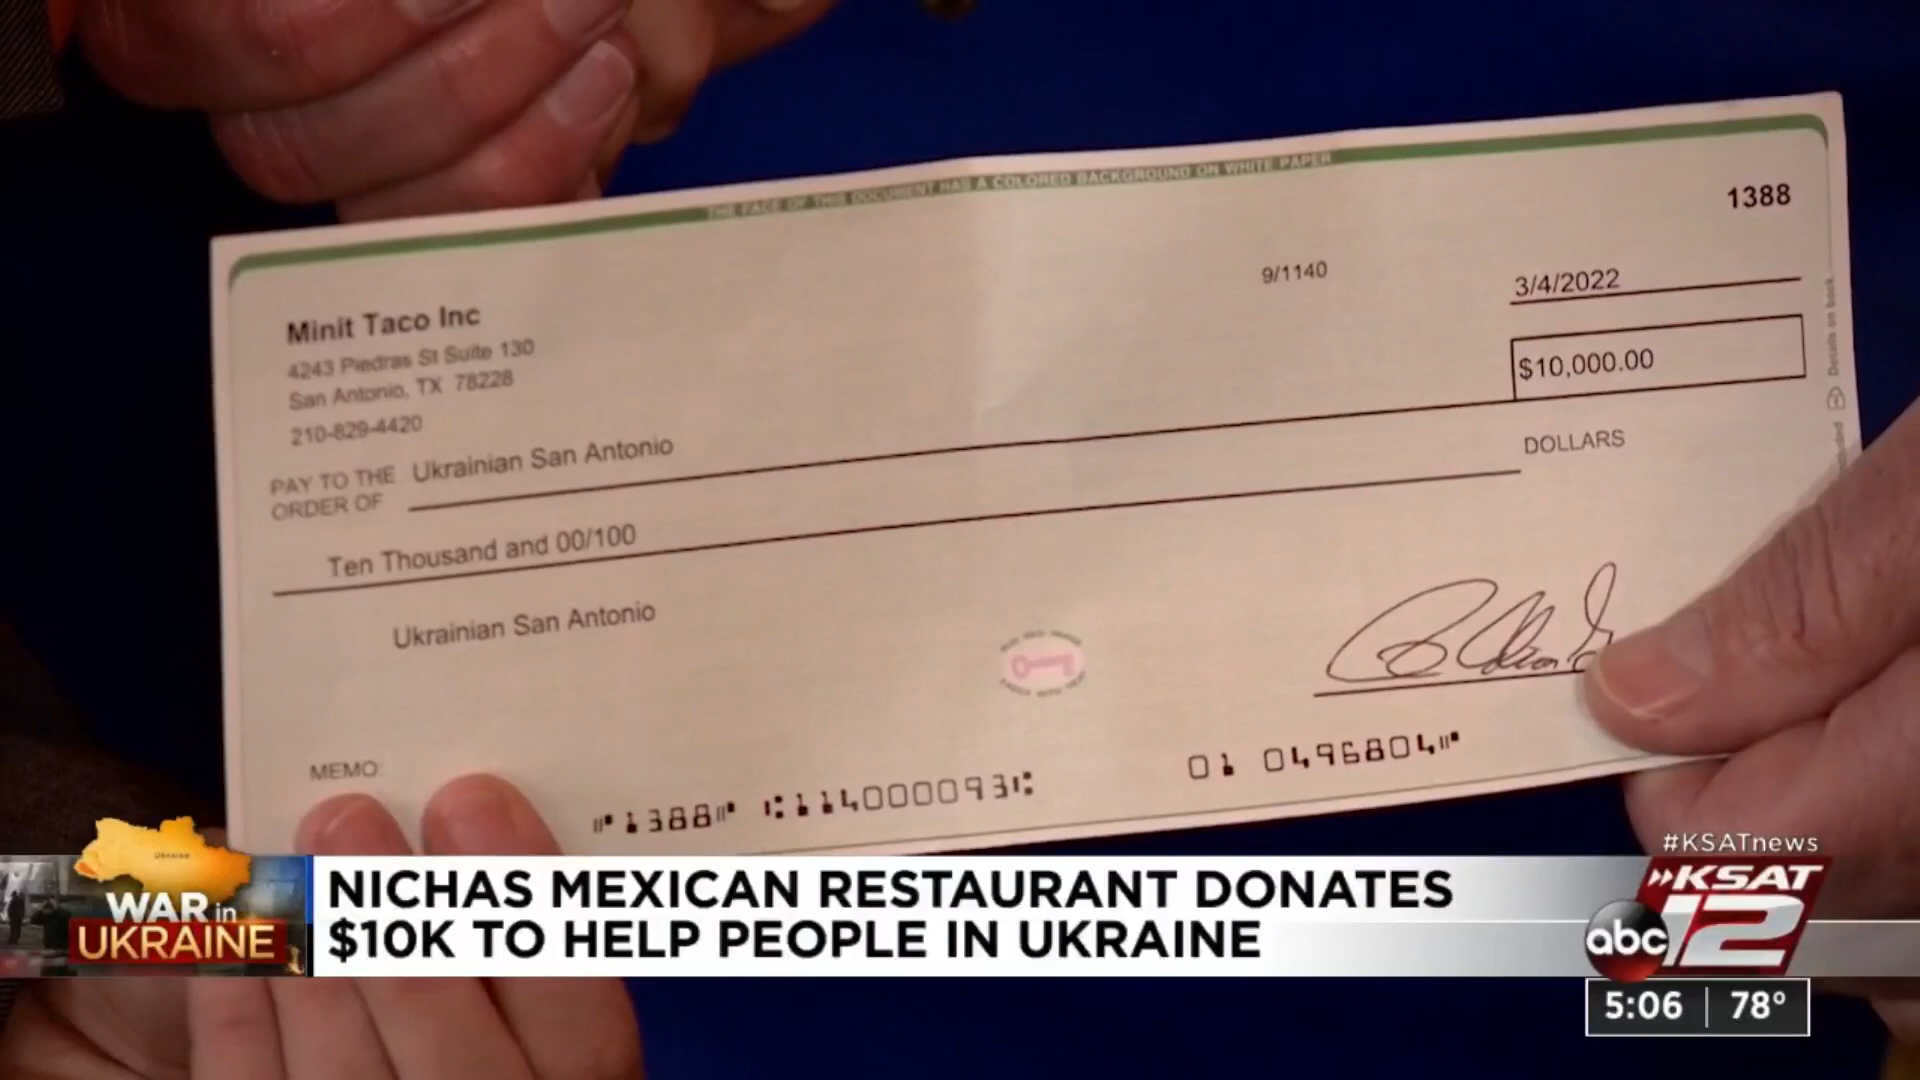 THE FACE OF THIS DOCUMENT HAS A COLORED BACKGROUND ON WHITE PAPER
1388
9/1140
3/4/2022
Minit Taco Inc
4243 Piedras St Suite 130
San Antonio, TX 78228
210-829-4420
$10,000.00
PAY TO THE
ORDER OF
Ukrainian San Antonio
DOLLARS
Ten Thousand and 00/100
Ukrainian San Antonio
MEMO:
Details on back.
⑈1388⑈ ⑆114000093⑆ 01 0496804⑈
#KSATnews
Ukraine
WAR in
UKRAINE
NICHAS MEXICAN RESTAURANT DONATES
$10K TO HELP PEOPLE IN UKRAINE
KSAT
abc 12
5:06 | 78°